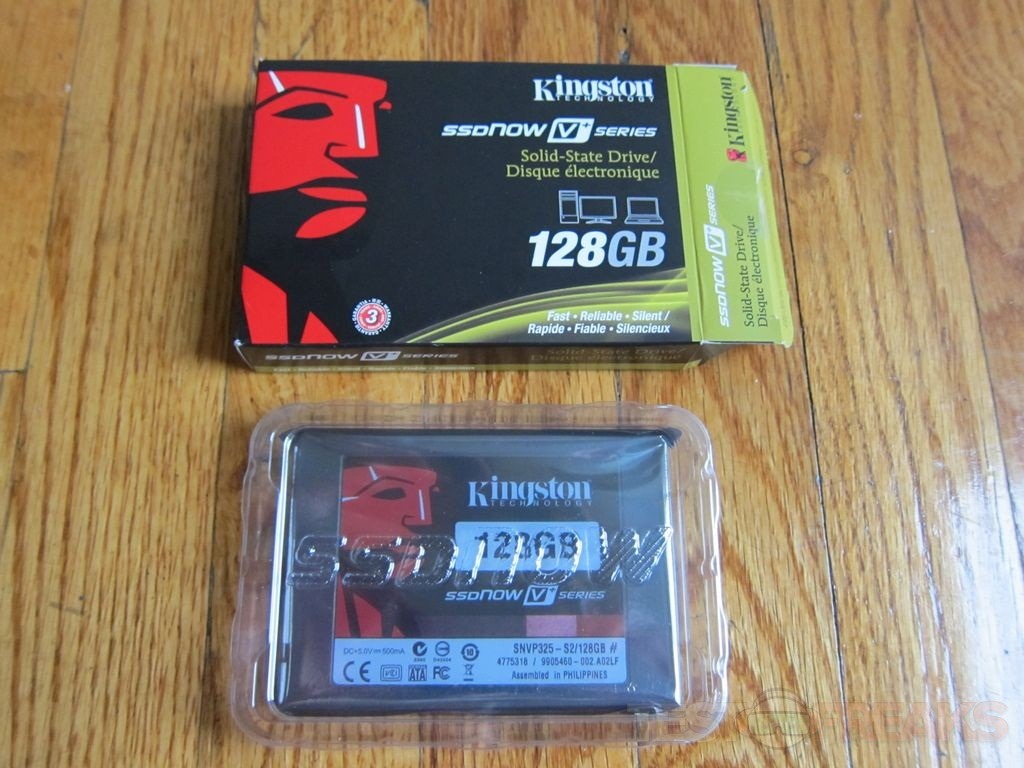 Kingston
TECHNOLOGY
SSDNOW V+ SERIES
Solid-State Drive/
Disque électronique
128GB
Fast • Reliable • Silent /
Rapide • Fiable • Silencieux
3
Kingston
SSDNOW V+ SERIES
Solid-State Drive/
Disque électronique
SSDNOW V+ SERIES
Solid-State Drive/
Kingston
TECHNOLOGY
128GB
SSDNOW
SSDNOW V+ SERIES
DC+5.0V 500mA
SNVP325-S2/128GB #
4775318 / 9905460-002.A02LF
Assembled in PHILIPPINES
CE
ATA
FC
10